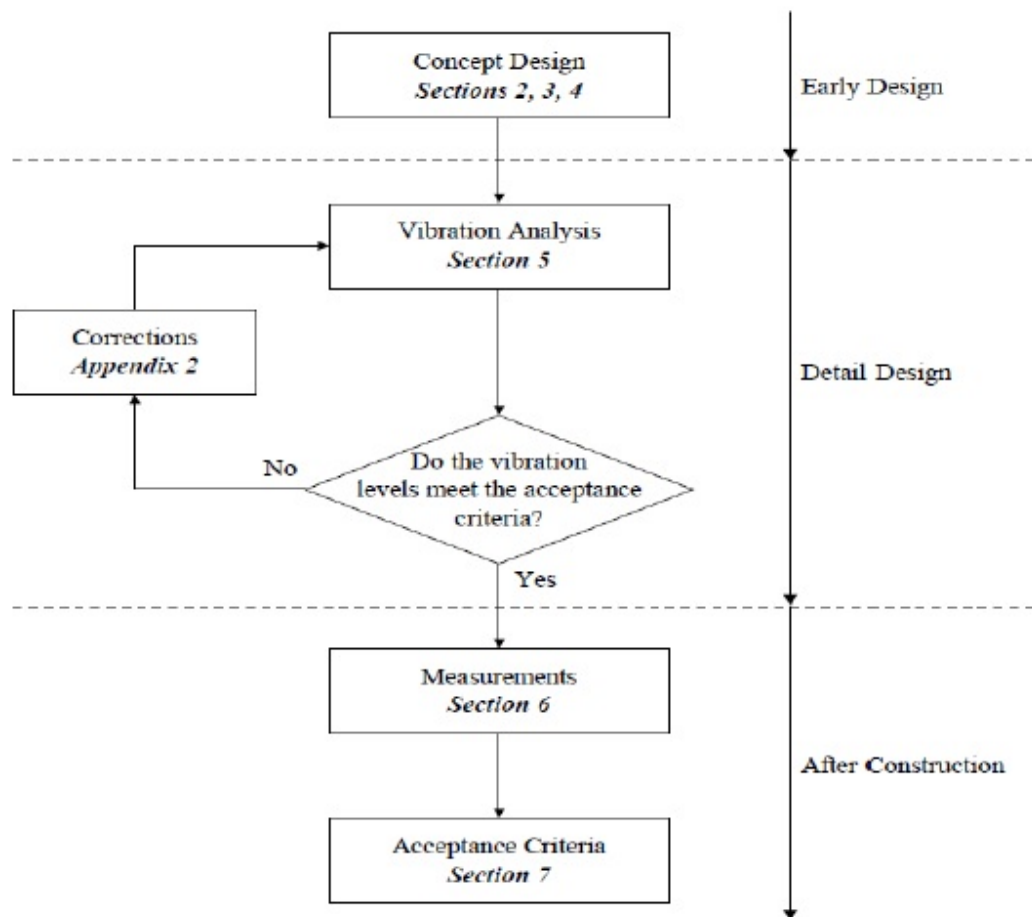 Concept Design
Sections 2, 3, 4
Early Design
Vibration Analysis
Section 5
Corrections
Appendix 2
Detail Design
No
Do the vibration
levels meet the acceptance
criteria?
Yes
Measurements
Section 6
After Construction
Acceptance Criteria
Section 7